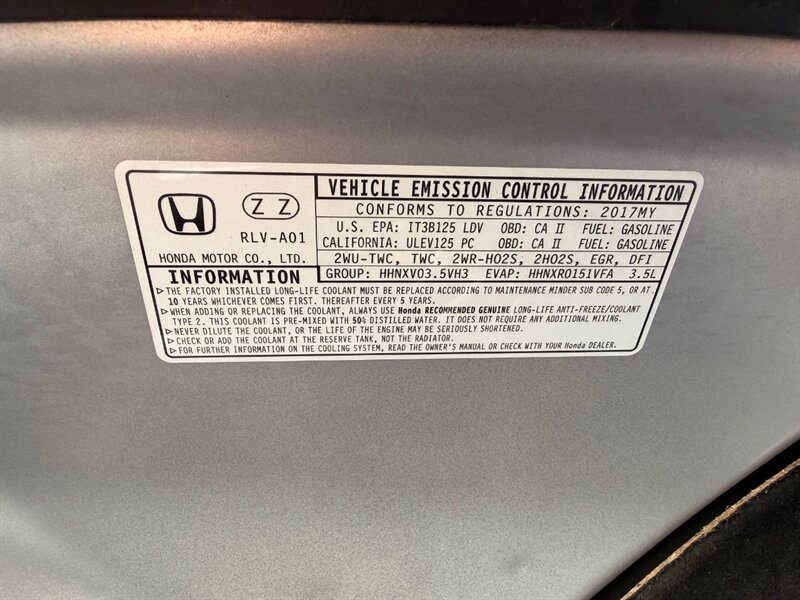 Z Z
RLV-A01
HONDA MOTOR CO., LTD.
VEHICLE EMISSION CONTROL INFORMATION
CONFORMS TO REGULATIONS: 2017MY
U.S. EPA: IT3B125 LDV OBD: CA II FUEL: GASOLINE
CALIFORNIA: ULEV125 PC OBD: CA II FUEL: GASOLINE
2WU-TWC, TWC, 2WR-HO2S, 2HO2S, EGR, DFI
GROUP: HHNXV03.5VH3 EVAP: HHNXR0151VFA 3.5L
INFORMATION
▷THE FACTORY INSTALLED LONG-LIFE COOLANT MUST BE REPLACED ACCORDING TO MAINTENANCE MINDER SUB CODE 5, OR AT
10 YEARS WHICHEVER COMES FIRST. THEREAFTER EVERY 5 YEARS.
▷WHEN ADDING OR REPLACING THE COOLANT, ALWAYS USE Honda RECOMMENDED GENUINE LONG-LIFE ANTI-FREEZE/COOLANT
TYPE 2. THIS COOLANT IS PRE-MIXED WITH 50% DISTILLED WATER. IT DOES NOT REQUIRE ANY ADDITIONAL MIXING.
▷NEVER DILUTE THE COOLANT, OR THE LIFE OF THE ENGINE MAY BE SERIOUSLY SHORTENED.
▷CHECK OR ADD THE COOLANT AT THE RESERVE TANK, NOT THE RADIATOR.
▷FOR FURTHER INFORMATION ON THE COOLING SYSTEM, READ THE OWNER'S MANUAL OR CHECK WITH YOUR Honda DEALER.